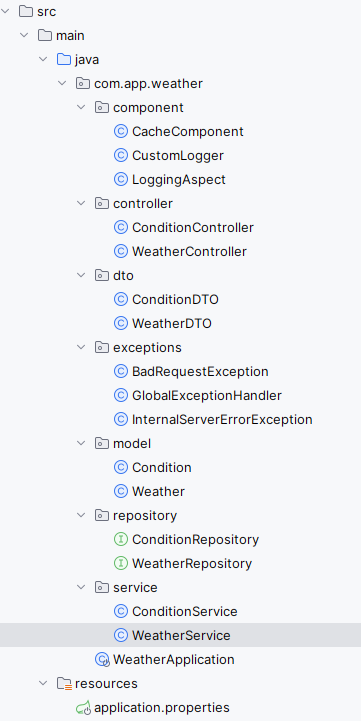 src
main
java
com.app.weather
component
CacheComponent
CustomLogger
LoggingAspect
controller
ConditionController
WeatherController
dto
ConditionDTO
WeatherDTO
exceptions
BadRequestException
GlobalExceptionHandler
InternalServerErrorException
model
Condition
Weather
repository
ConditionRepository
WeatherRepository
service
ConditionService
WeatherService
WeatherApplication
resources
application.properties